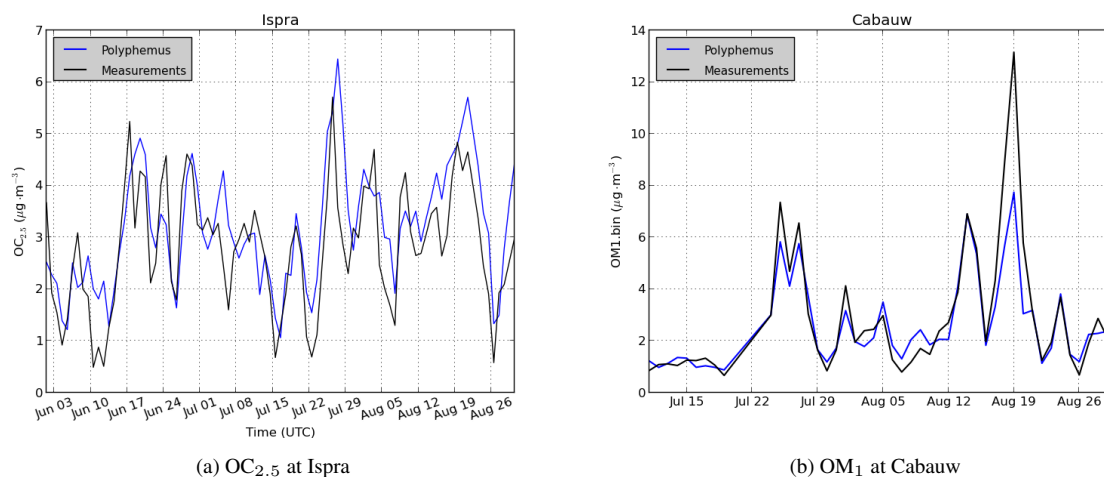 Ispra
7
6
5
4
3
2
1
0
OC2.5 (μg·m−3)
Polyphemus
Measurements
Jun 03 Jun 10 Jun 17 Jun 24 Jul 01 Jul 08 Jul 15 Jul 22 Jul 29 Aug 05 Aug 12 Aug 19 Aug 26
Time (UTC)
(a) OC2.5 at Ispra
Cabauw
14
12
10
8
6
4
2
0
OM1.bin (μg·m−3)
Polyphemus
Measurements
Jul 15 Jul 22 Jul 29 Aug 05 Aug 12 Aug 19 Aug 26
(b) OM1 at Cabauw